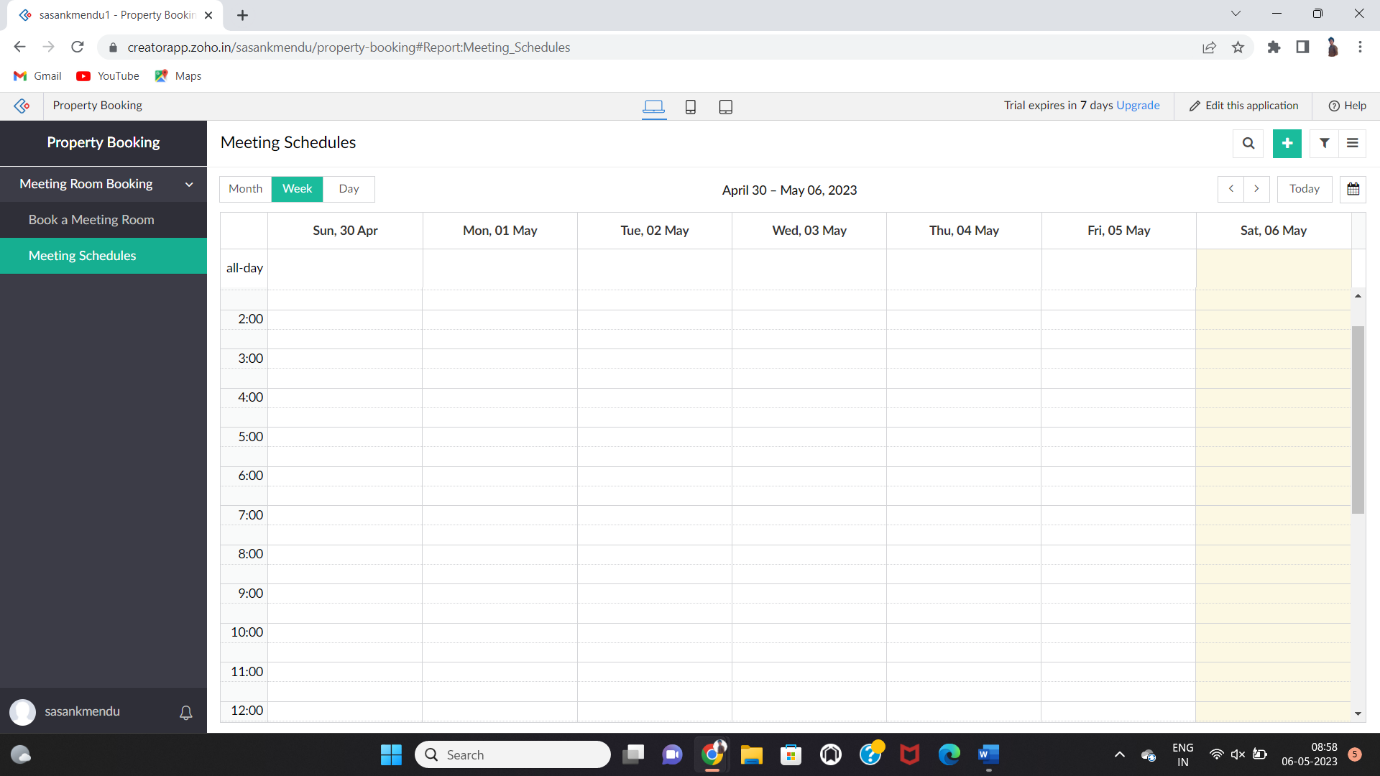 sasankmendu1 - Property Bookin
creatorapp.zoho.in/sasankmendu/property-booking#Report:Meeting_Schedules
Gmail YouTube Maps
Property Booking
Trial expires in 7 days Upgrade
Edit this application
Help
Property Booking
Meeting Room Booking
Book a Meeting Room
Meeting Schedules
sasankmendu
Meeting Schedules
Month Week Day
April 30 – May 06, 2023
Today
Sun, 30 Apr Mon, 01 May Tue, 02 May Wed, 03 May Thu, 04 May Fri, 05 May Sat, 06 May
all-day
2:00
3:00
4:00
5:00
6:00
7:00
8:00
9:00
10:00
11:00
12:00
Search
ENG
IN
08:58
06-05-2023
5